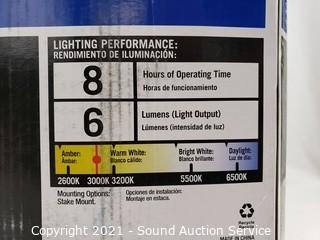 LIGHTING PERFORMANCE:
RENDIMIENTO DE ILUMINACIÓN:
8
Hours of Operating Time
Horas de funcionamiento
6
Lumens (Light Output)
Lúmenes (intensidad de luz)
Amber: Warm White: Bright White: Daylight:
Ámbar: Blanco cálido: Blanco brillante: Luz de día:
2600K 3000K 3200K 5500K 6500K
Mounting Options: Opciones de instalación:
Stake Mount. Montaje en estaca.
Recycle
MADE IN CHINA
Copyright 2021 - Sound Auction Service